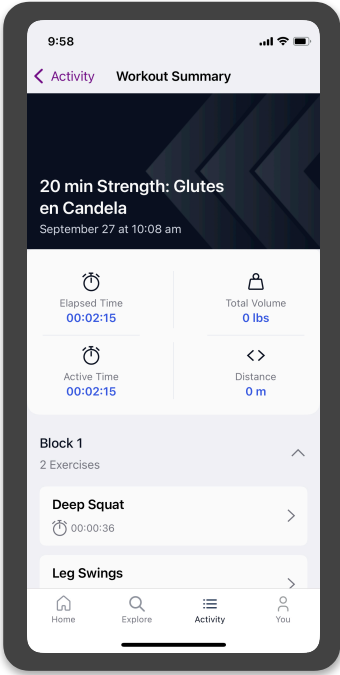 9:58
Activity
Workout Summary
20 min Strength: Glutes
en Candela
September 27 at 10:08 am
Elapsed Time
00:02:15
Total Volume
0 lbs
Active Time
00:02:15
Distance
0 m
Block 1
2 Exercises
Deep Squat
00:00:36
Leg Swings
Home
Explore
Activity
You